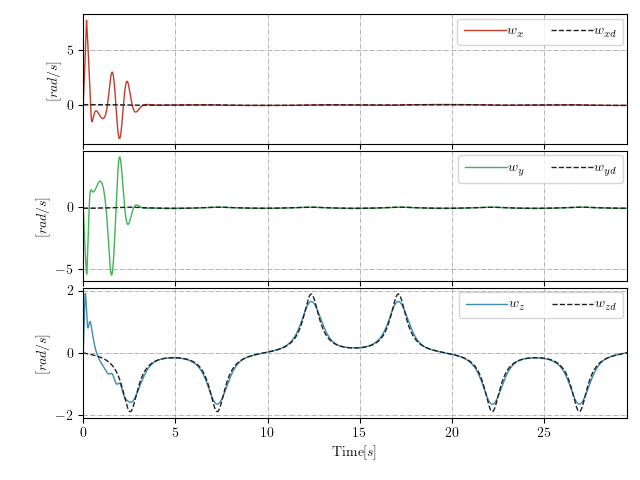 5
0
[rad/s]
w_x w_xd
0
−5
[rad/s]
w_y w_yd
2
0
−2
[rad/s]
w_z w_zd
0 5 10 15 20 25
Time[s]